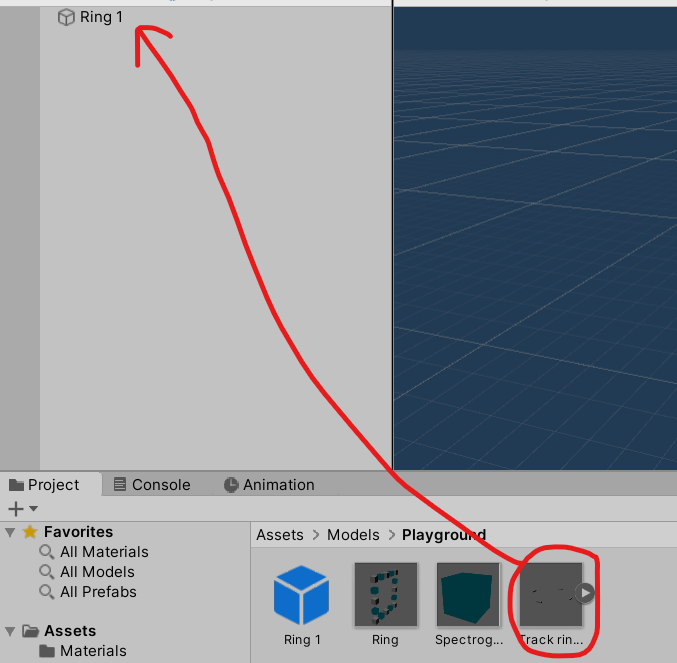 Ring 1
Project
Console
Animation
Favorites
All Materials
All Models
All Prefabs
Assets
Materials
Assets > Models > Playground
Ring 1
Ring
Spectrog...
Track rin...